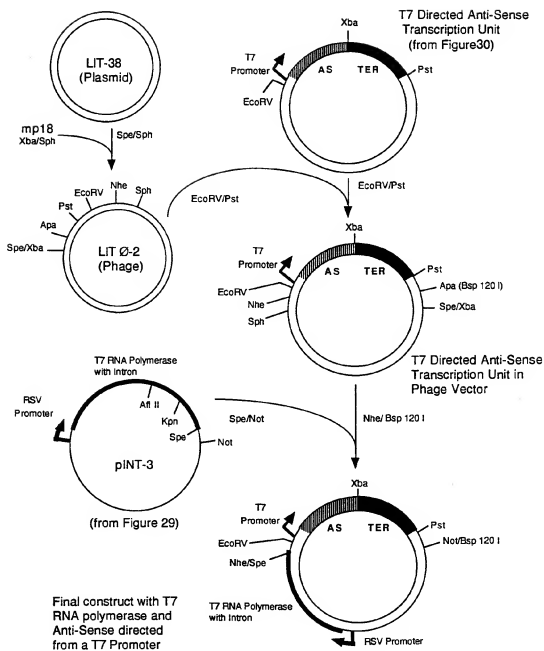 LIT-38
(Plasmid)
mp18
Xba/Sph
Spe/Sph
T7 Directed Anti-Sense
Transcription Unit
(from Figure30)
Xba
T7
Promoter
AS TER
Pst
EcoRV
EcoRV/Pst
EcoRV/Pst
Spe/Xba
Apa
Pst
EcoRV
Nhe
Sph
LIT Ø-2
(Phage)
Xba
T7
Promoter
AS TER
Pst
Apa (Bsp 120 I)
Spe/Xba
EcoRV
Nhe
Sph
T7 Directed Anti-Sense
Transcription Unit in
Phage Vector
T7 RNA Polymerase
with Intron
RSV
Promoter
Afl II
Kpn
Spe
Not
pINT-3
(from Figure 29)
Spe/Not
Nhe/ Bsp 120 I
Xba
T7
Promoter
AS TER
Pst
Not/Bsp 120 I
EcoRV
Nhe/Spe
T7 RNA Polymerase
with Intron
RSV Promoter
Final construct with T7
RNA polymerase and
Anti-Sense directed
from a T7 Promoter